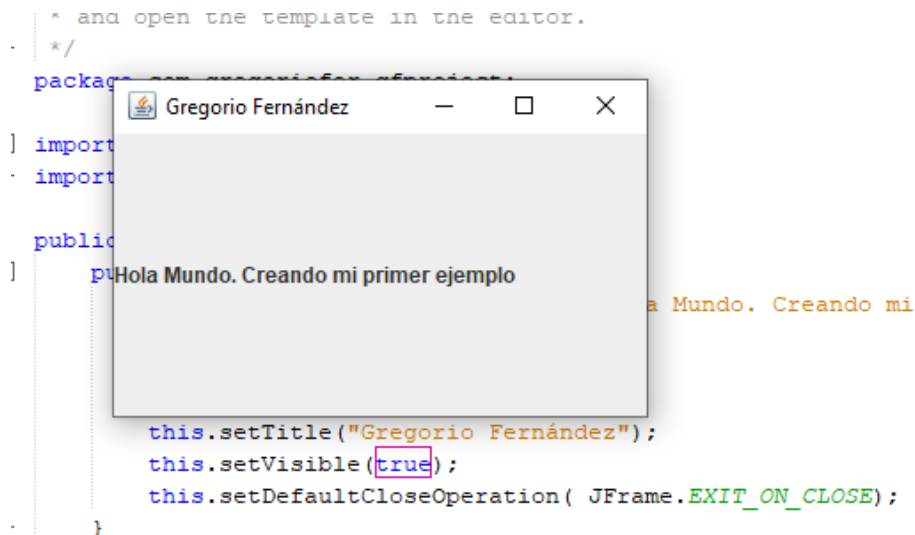 * and open the template in the editor.
*/
package
Gregorio Fernández
import
import
public
Hola Mundo. Creando mi primer ejemplo
Mundo. Creando mi
this.setTitle("Gregorio Fernández");
this.setVisible(true);
this.setDefaultCloseOperation( JFrame.EXIT_ON_CLOSE);
}